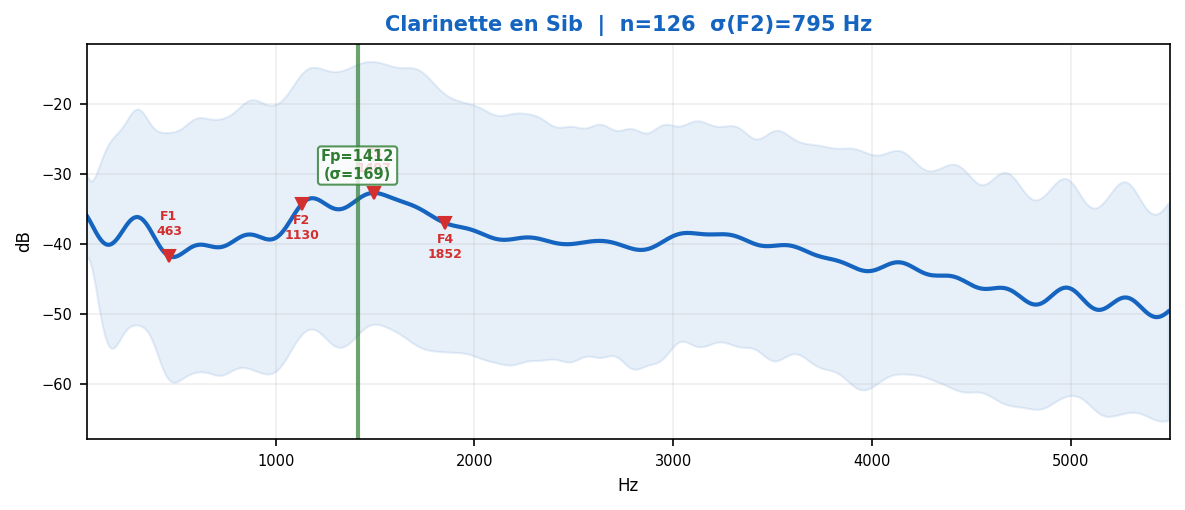 Clarinette en Sib | n=126 σ(F2)=795 Hz
dB
−20
−30
−40
−50
−60
Fp=1412
(σ=169)
F1
463
F2
1130
F4
1852
1000
2000
3000
4000
5000
Hz